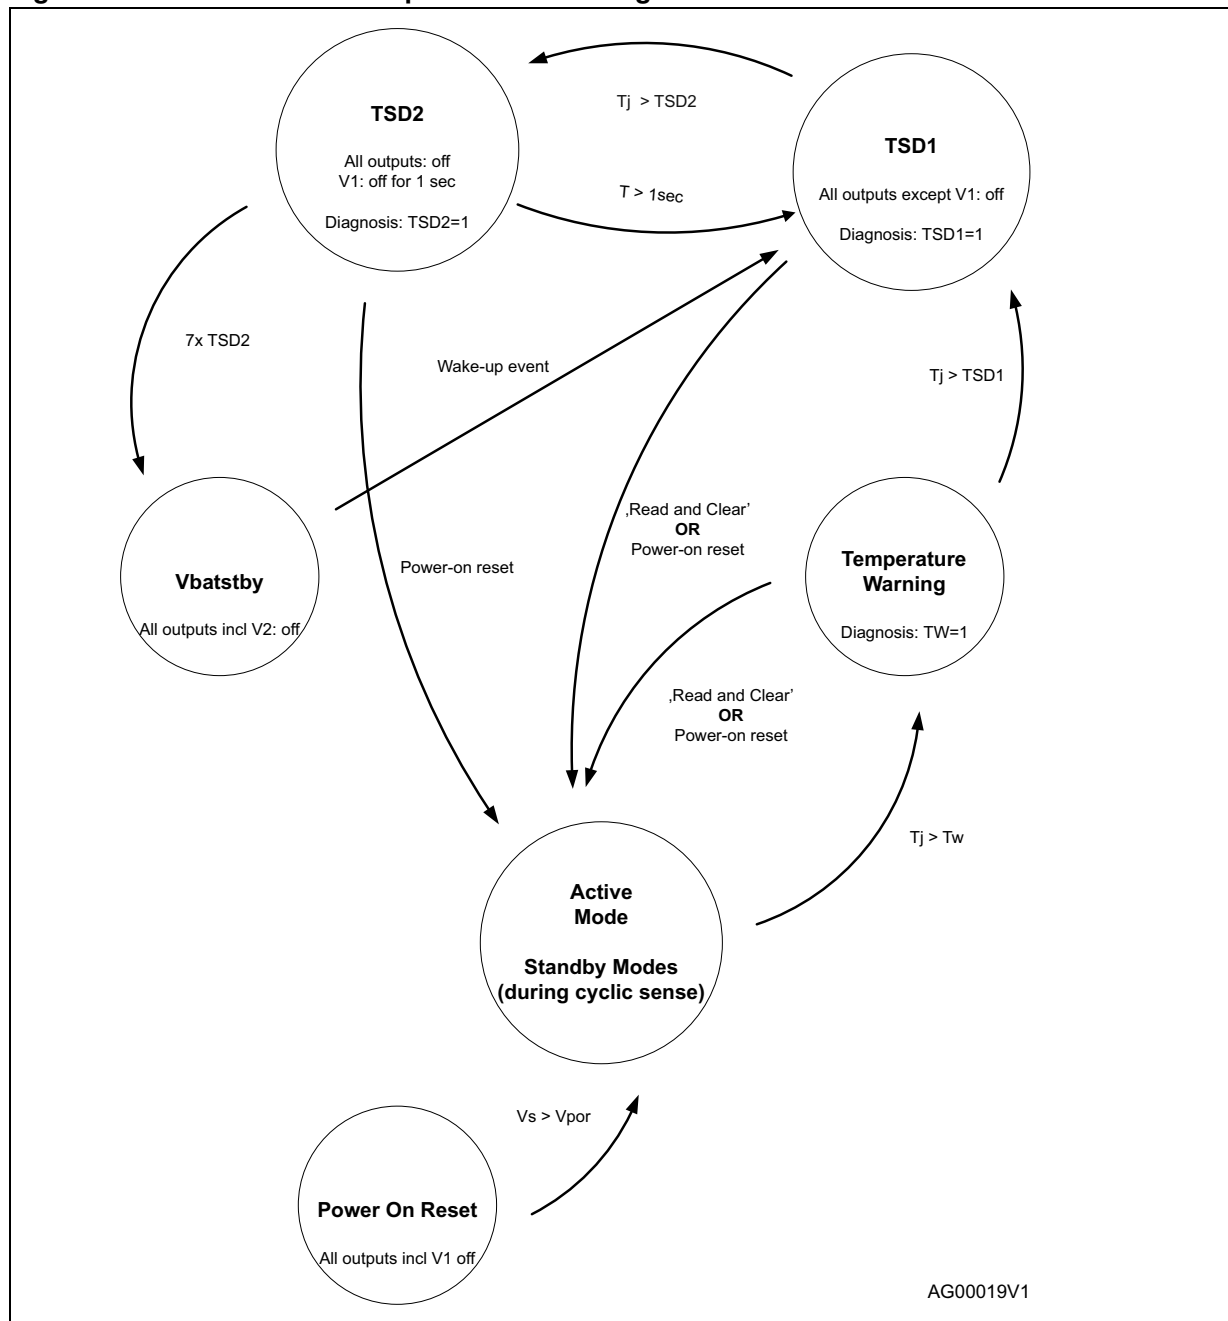 TSD2
All outputs: off
V1: off for 1 sec
Diagnosis: TSD2=1
Tj > TSD2
T > 1sec
TSD1
All outputs except V1: off
Diagnosis: TSD1=1
7x TSD2
Wake-up event
Tj > TSD1
‚Read and Clear’
OR
Power-on reset
Power-on reset
Vbatstby
All outputs incl V2: off
Temperature
Warning
Diagnosis: TW=1
‚Read and Clear’
OR
Power-on reset
Tj > Tw
Active
Mode
Standby Modes
(during cyclic sense)
Vs > Vpor
Power On Reset
All outputs incl V1 off
AG00019V1